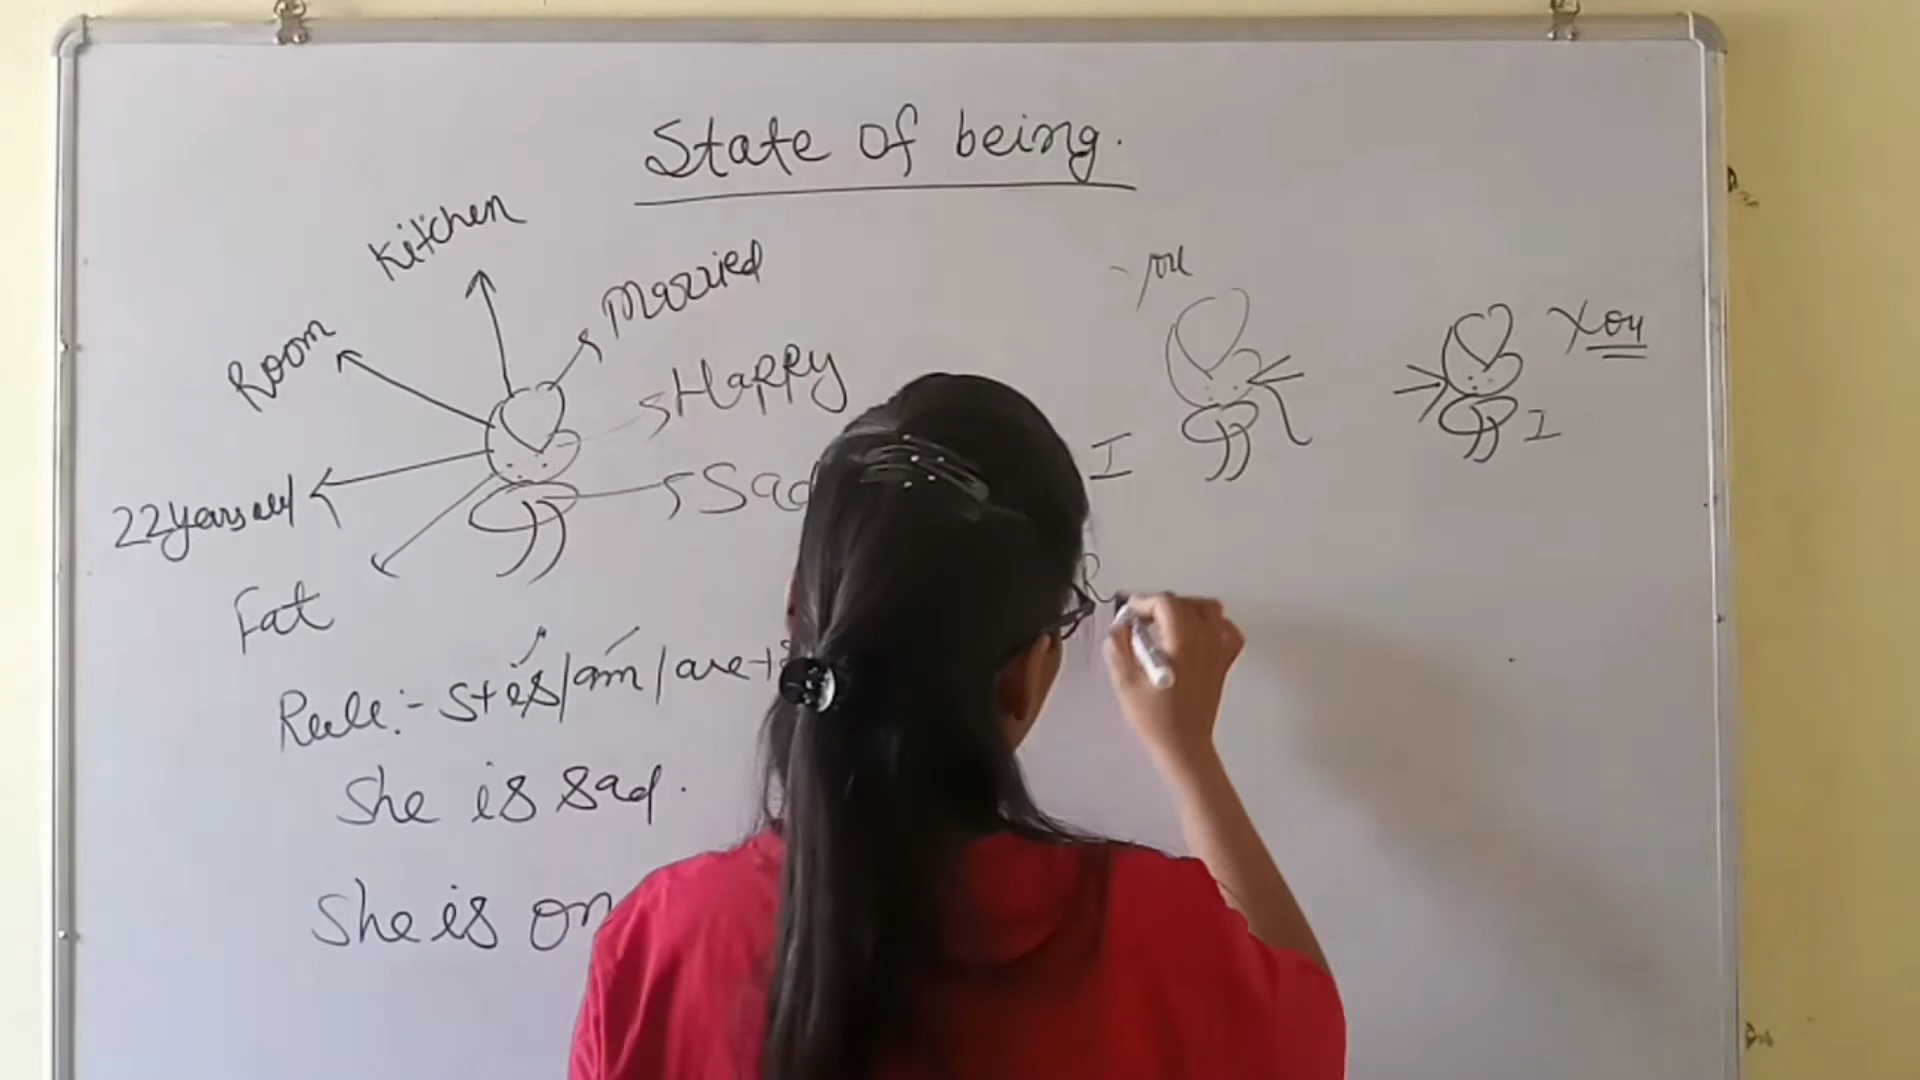 State of being.
Kitchen
Married
Room
Happy
You
I
I
Sad
22 years old
Fat
Rule:- S+is/am/are+
She is sad.
She is on
R